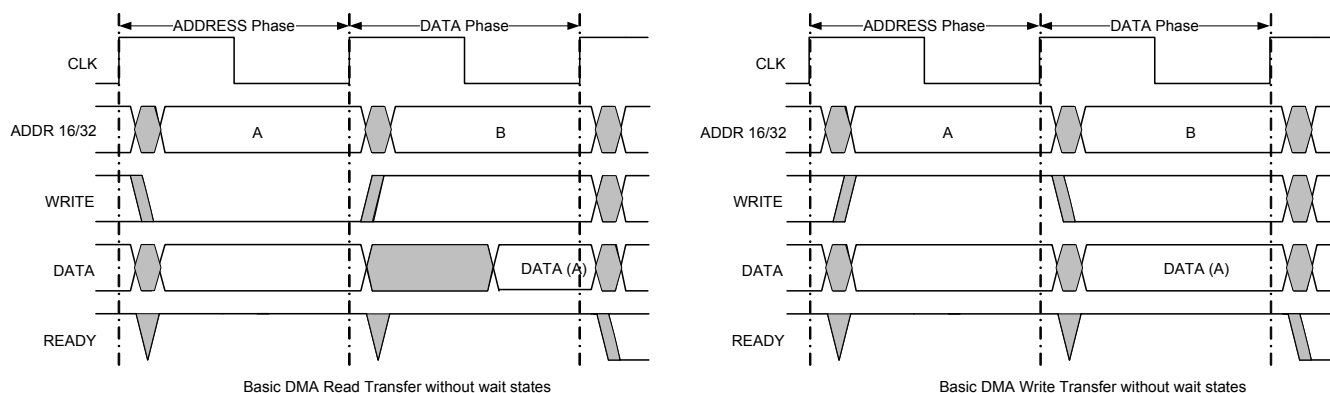 ADDRESS Phase
DATA Phase
CLK
ADDR 16/32
A
B
WRITE
DATA
DATA (A)
READY
Basic DMA Read Transfer without wait states
ADDRESS Phase
DATA Phase
CLK
ADDR 16/32
A
B
WRITE
DATA
DATA (A)
READY
Basic DMA Write Transfer without wait states